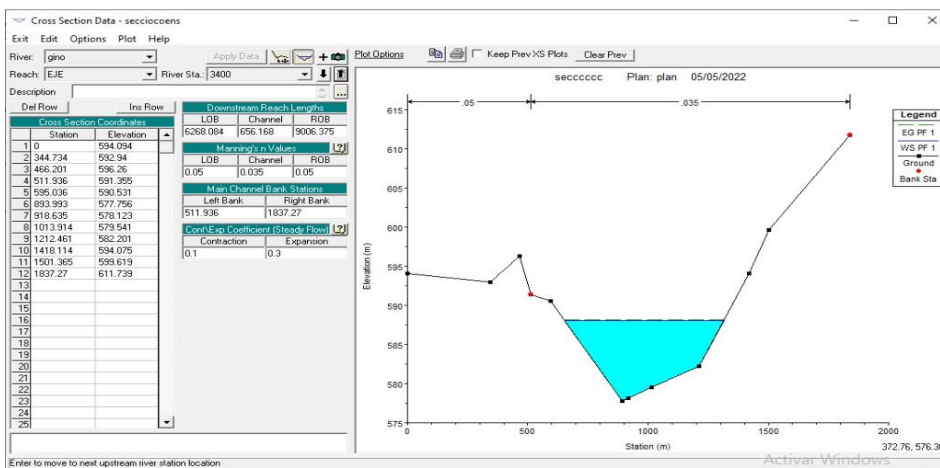 Cross Section Data - secciocoens
Exit Edit Options Plot Help
River: gino Apply Data Plot Options Keep Prev XS Plots Clear Prev
Reach: EJE River Sta.: 3400
Description ...
Del Row Ins Row
Cross Section Coordinates
Station Elevation
1 0 594.094
2 344.734 592.94
3 466.201 596.26
4 511.936 591.355
5 595.036 590.531
6 893.993 577.756
7 918.635 578.123
8 1013.914 579.541
9 1212.461 582.201
10 1418.114 594.075
11 1501.365 599.619
12 1837.27 611.739
13
14
15
16
17
18
19
20
21
22
23
24
25
Downstream Reach Lengths
LOB Channel ROB
6268.084 656.168 9006.375
Manning's n Values ?
LOB Channel ROB
0.05 0.035 0.05
Main Channel Bank Stations
Left Bank Right Bank
511.936 1837.27
Cont\Exp Coefficient (Steady Flow) ?
Contraction Expansion
0.1 0.3
secccccc Plan: plan 05/05/2022
.05 .035
Legend
EG PF 1
WS PF 1
Ground
Bank Sta
615
610
605
600
595
590
585
580
575
Elevation (m)
0 500 1000 1500 2000
Station (m)
372.76, 576.3
Activar Windows
Enter to move to next upstream river station location